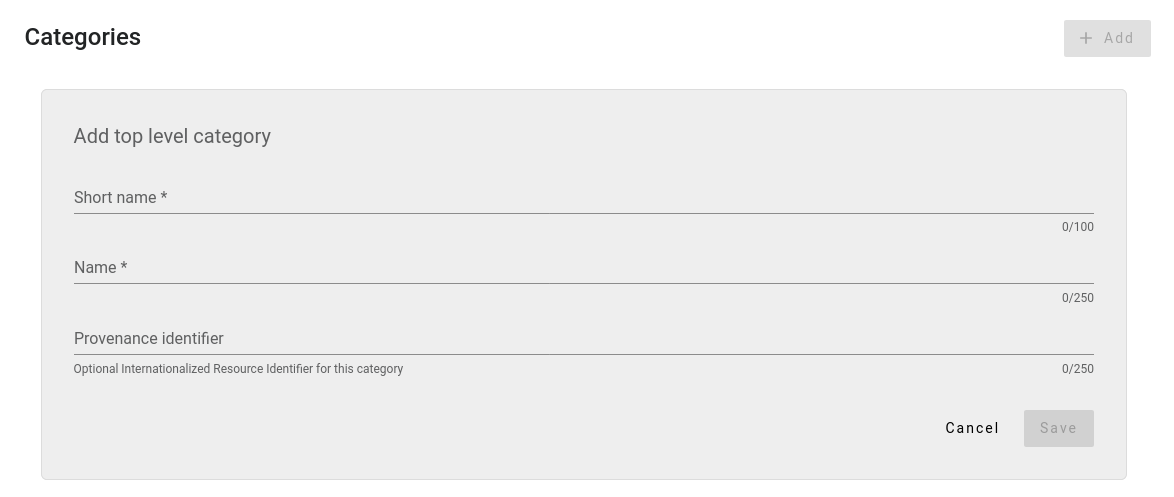 Categories
+ Add
Add top level category
Short name *
0/100
Name *
0/250
Provenance identifier
Optional Internationalized Resource Identifier for this category 0/250
Cancel Save